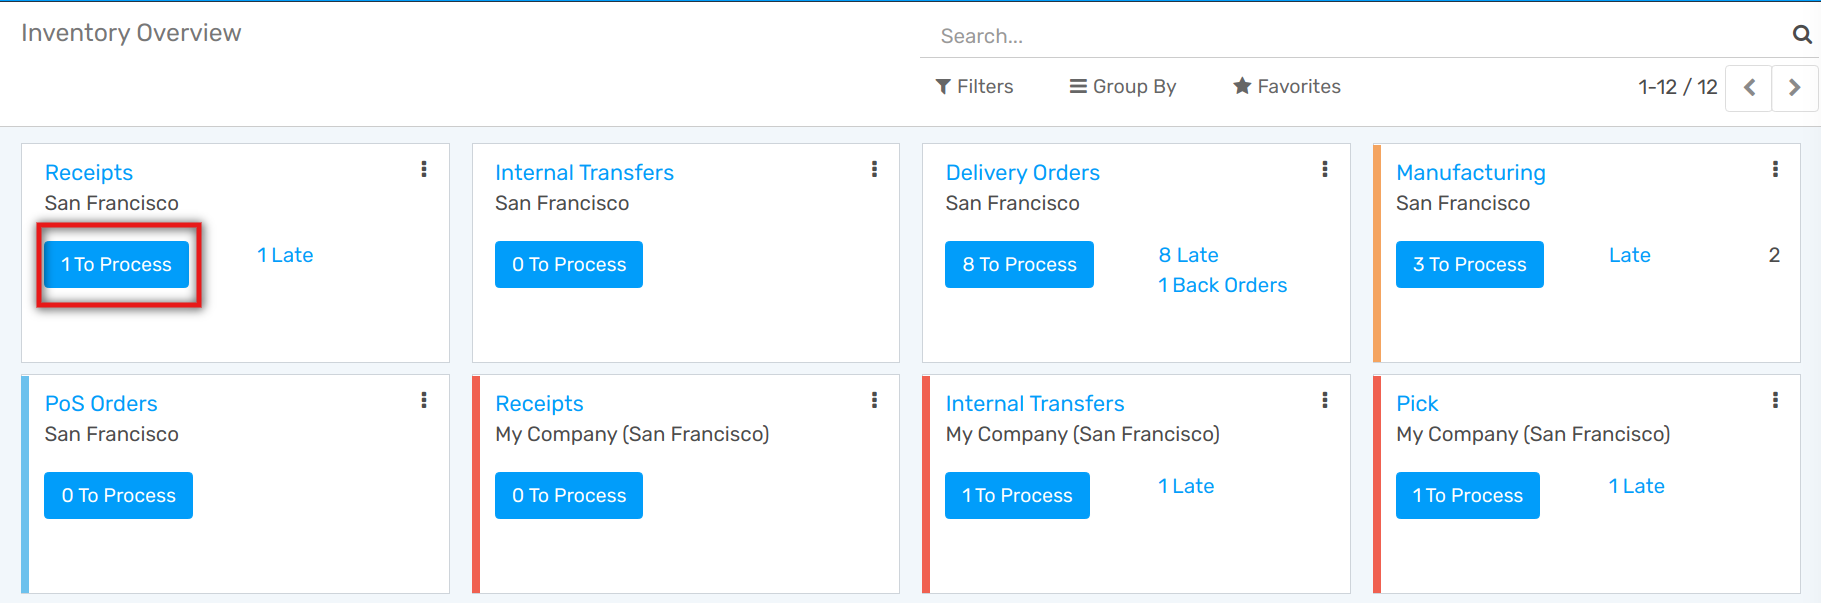 Inventory Overview
Search...
Filters
Group By
Favorites
1-12 / 12
Receipts
San Francisco
1 To Process
1 Late
Internal Transfers
San Francisco
0 To Process
Delivery Orders
San Francisco
8 To Process
8 Late
1 Back Orders
Manufacturing
San Francisco
3 To Process
Late 2
PoS Orders
San Francisco
0 To Process
Receipts
My Company (San Francisco)
0 To Process
Internal Transfers
My Company (San Francisco)
1 To Process
1 Late
Pick
My Company (San Francisco)
1 To Process
1 Late